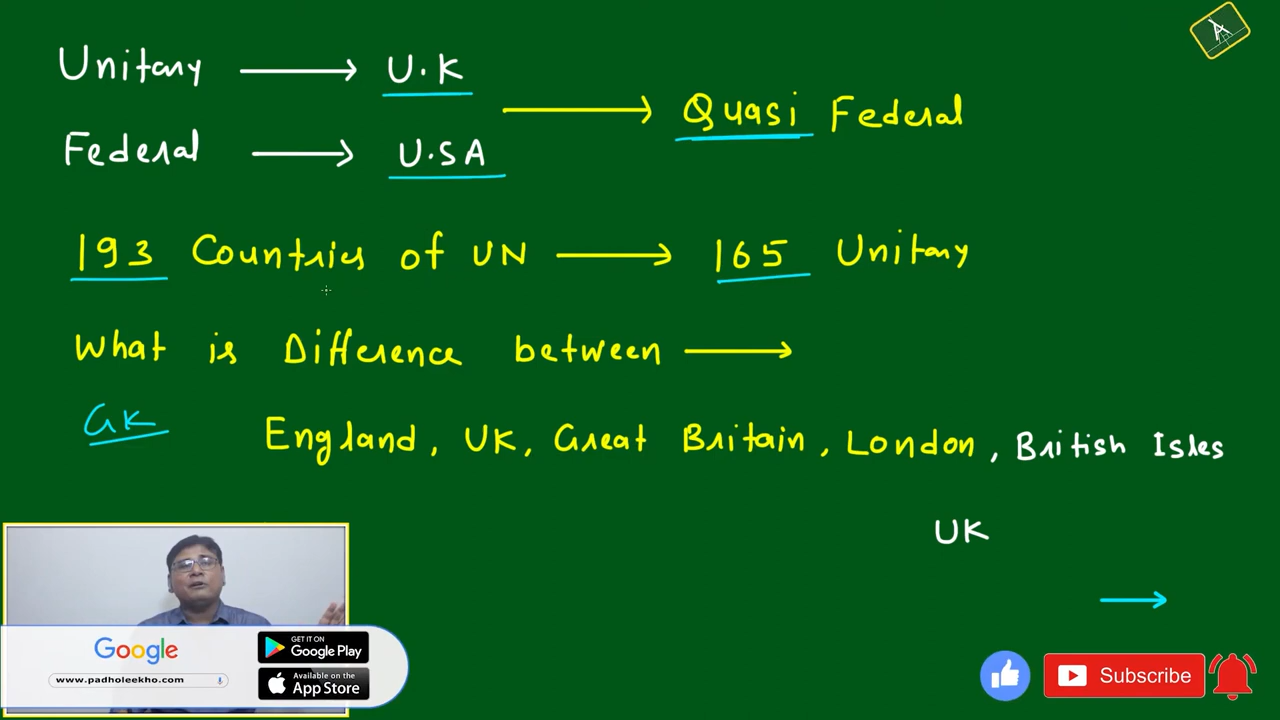 Unitary → U.K
Federal → U.SA
→ Quasi Federal
193 Countries of UN → 165 Unitary
What is Difference between →
GK
England, UK, Great Britain, London, British Isles
UK
→
Google
www.padholeekho.com
GET IT ON
Google Play
Available on the
App Store
Subscribe
A